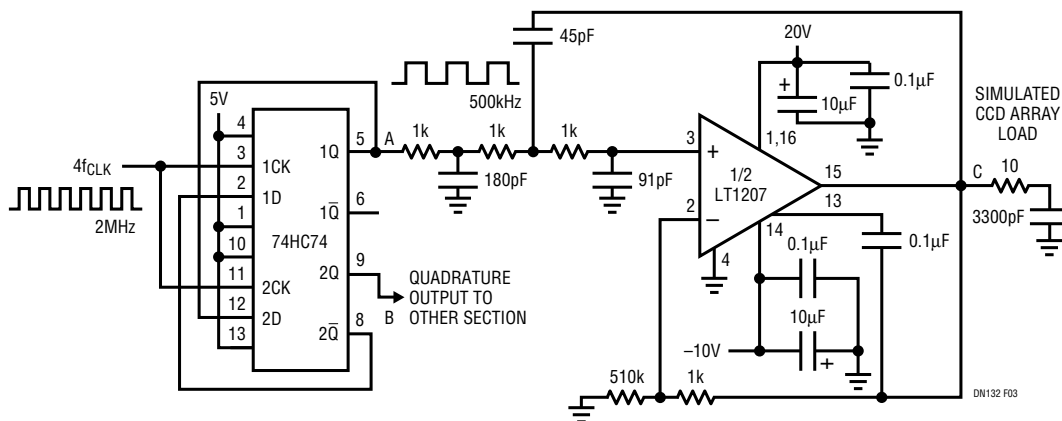 45pF
20V
+
10µF
0.1µF
SIMULATED
CCD ARRAY
LOAD
500kHz
5V
4
3
2
1
10
11
12
13
1CK
1D
2CK
2D
74HC74
1Q
1Q̅
2Q
2Q̅
5
6
9
8
A
1k
1k
1k
180pF
91pF
4fCLK
2MHz
QUADRATURE
OUTPUT TO
OTHER SECTION
B
3
+
2
–
1/2
LT1207
1,16
15
13
14
4
C
10
3300pF
0.1µF
0.1µF
10µF
+
–10V
510k
1k
DN132 F03